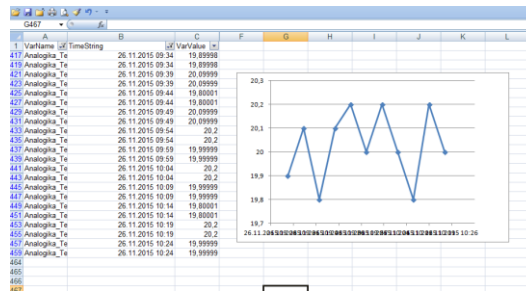 G467 fx
A B C F G H I J K L
1 VarName TimeString VarValue
417 Analogika_Te 26.11.2015 09:34 19,89998
419 Analogika_Te 26.11.2015 09:34 19,89998
421 Analogika_Te 26.11.2015 09:39 20,09999
423 Analogika_Te 26.11.2015 09:39 20,09999
425 Analogika_Te 26.11.2015 09:44 19,80001
427 Analogika_Te 26.11.2015 09:44 19,80001
429 Analogika_Te 26.11.2015 09:49 20,09999
431 Analogika_Te 26.11.2015 09:49 20,09999
433 Analogika_Te 26.11.2015 09:54 20,2
435 Analogika_Te 26.11.2015 09:54 20,2
437 Analogika_Te 26.11.2015 09:59 19,99999
439 Analogika_Te 26.11.2015 09:59 19,99999
441 Analogika_Te 26.11.2015 10:04 20,2
443 Analogika_Te 26.11.2015 10:04 20,2
445 Analogika_Te 26.11.2015 10:09 19,99999
447 Analogika_Te 26.11.2015 10:09 19,99999
449 Analogika_Te 26.11.2015 10:14 19,80001
451 Analogika_Te 26.11.2015 10:14 19,80001
453 Analogika_Te 26.11.2015 10:19 20,2
455 Analogika_Te 26.11.2015 10:19 20,2
457 Analogika_Te 26.11.2015 10:24 19,99999
459 Analogika_Te 26.11.2015 10:24 19,99999
464
465
466
467
20,3
20,2
20,1
20
19,9
19,8
19,7
10:26